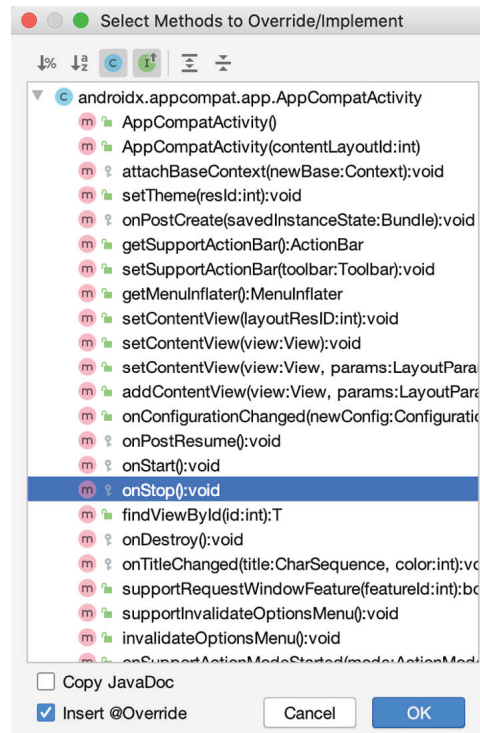 Select Methods to Override/Implement
androidx.appcompat.app.AppCompatActivity
AppCompatActivity()
AppCompatActivity(contentLayoutId:int)
attachBaseContext(newBase:Context):void
setTheme(resId:int):void
onPostCreate(savedInstanceState:Bundle):void
getSupportActionBar():ActionBar
setSupportActionBar(toolbar:Toolbar):void
getMenuInflater():MenuInflater
setContentView(layoutResID:int):void
setContentView(view:View):void
setContentView(view:View, params:LayoutPara
addContentView(view:View, params:LayoutPara
onConfigurationChanged(newConfig:Configuratio
onPostResume():void
onStart():void
onStop():void
findViewById(id:int):T
onDestroy():void
onTitleChanged(title:CharSequence, color:int):vo
supportRequestWindowFeature(featureId:int):bo
supportInvalidateOptionsMenu():void
invalidateOptionsMenu():void
onSupportActionModeStarted(mode:ActionMod
Copy JavaDoc
Insert @Override
Cancel
OK